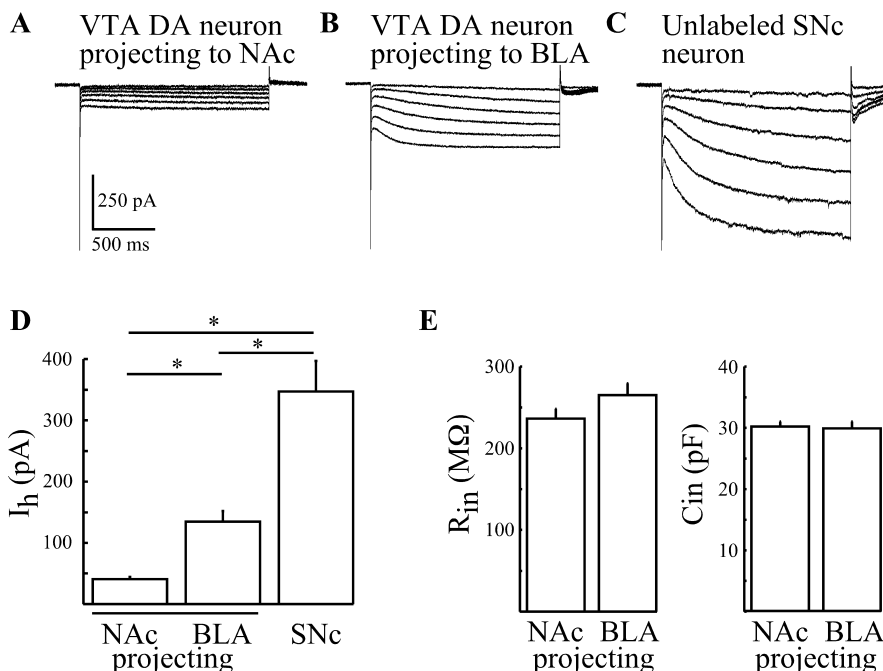 A
VTA DA neuron
projecting to NAc
B
VTA DA neuron
projecting to BLA
C
Unlabeled SNc
neuron
250 pA
500 ms
D
*
*
*
400
300
150
100
Ih (pA)
NAc BLA SNc
projecting
E
300
200
100
Rin (MΩ)
NAc BLA
projecting
40
30
20
10
Cin (pF)
NAc BLA
projecting